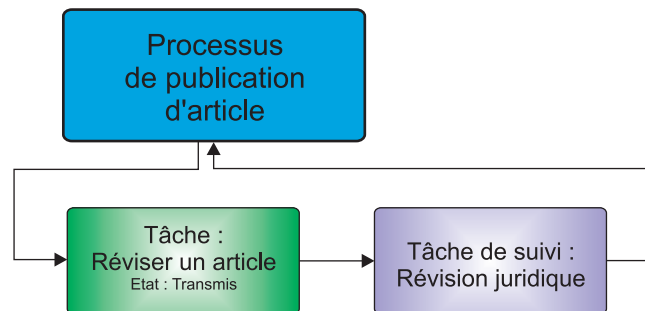 Processus
de publication
d'article
Tâche :
Réviser un article
Etat : Transmis
Tâche de suivi :
Révision juridique